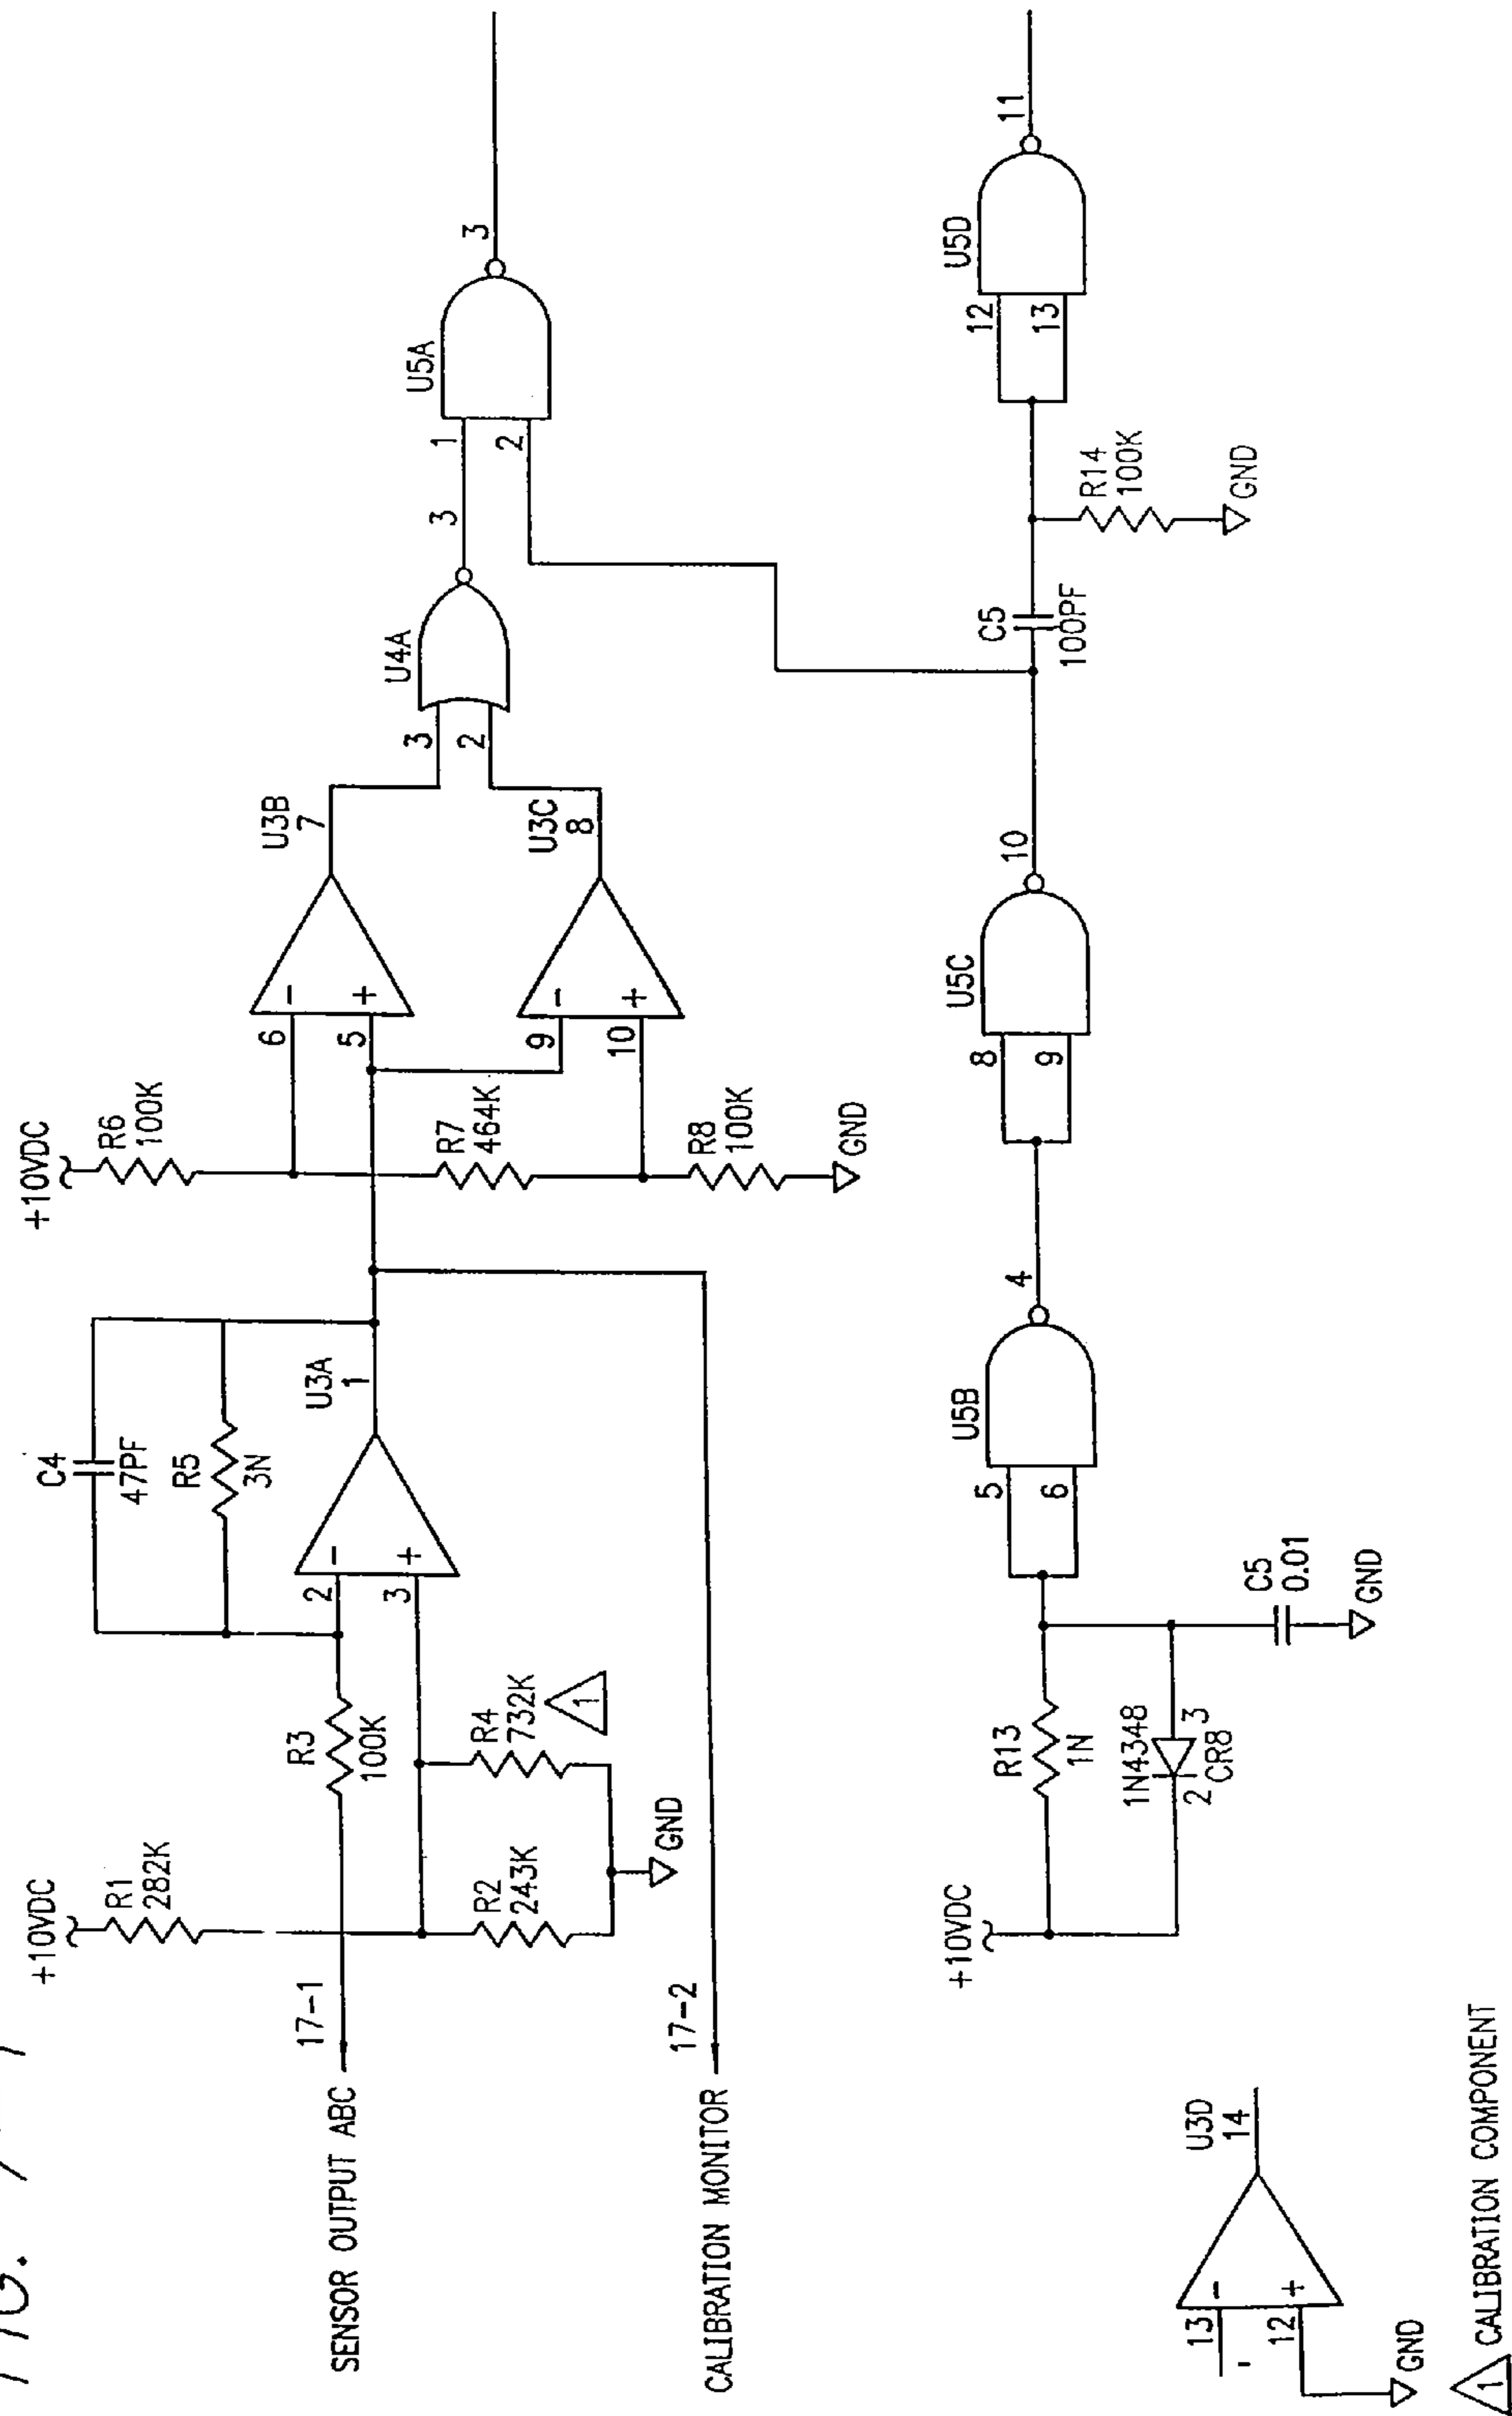 +10VDC
R1
282K
17-1
SENSOR OUTPUT ABC
R3
100K
R2
243K
R4
732K
1
GND
C4
47PF
R5
3N
2
-
3
+
U3A
1
17-2
CALIBRATION MONITOR
+10VDC
R6
100K
R7
464K
R8
100K
GND
6
-
5
+
U3B
7
9
-
10
+
U3C
8
3
2
U4A
3
1
2
U5A
3
+10VDC
R13
1N
1N4348
2
3
CR8
C5
0.01
GND
5
6
U5B
4
8
9
U5C
10
C5
100PF
R14
100K
GND
12
13
U5D
11
13
-
12
+
U3D
14
GND
1 CALIBRATION COMPONENT